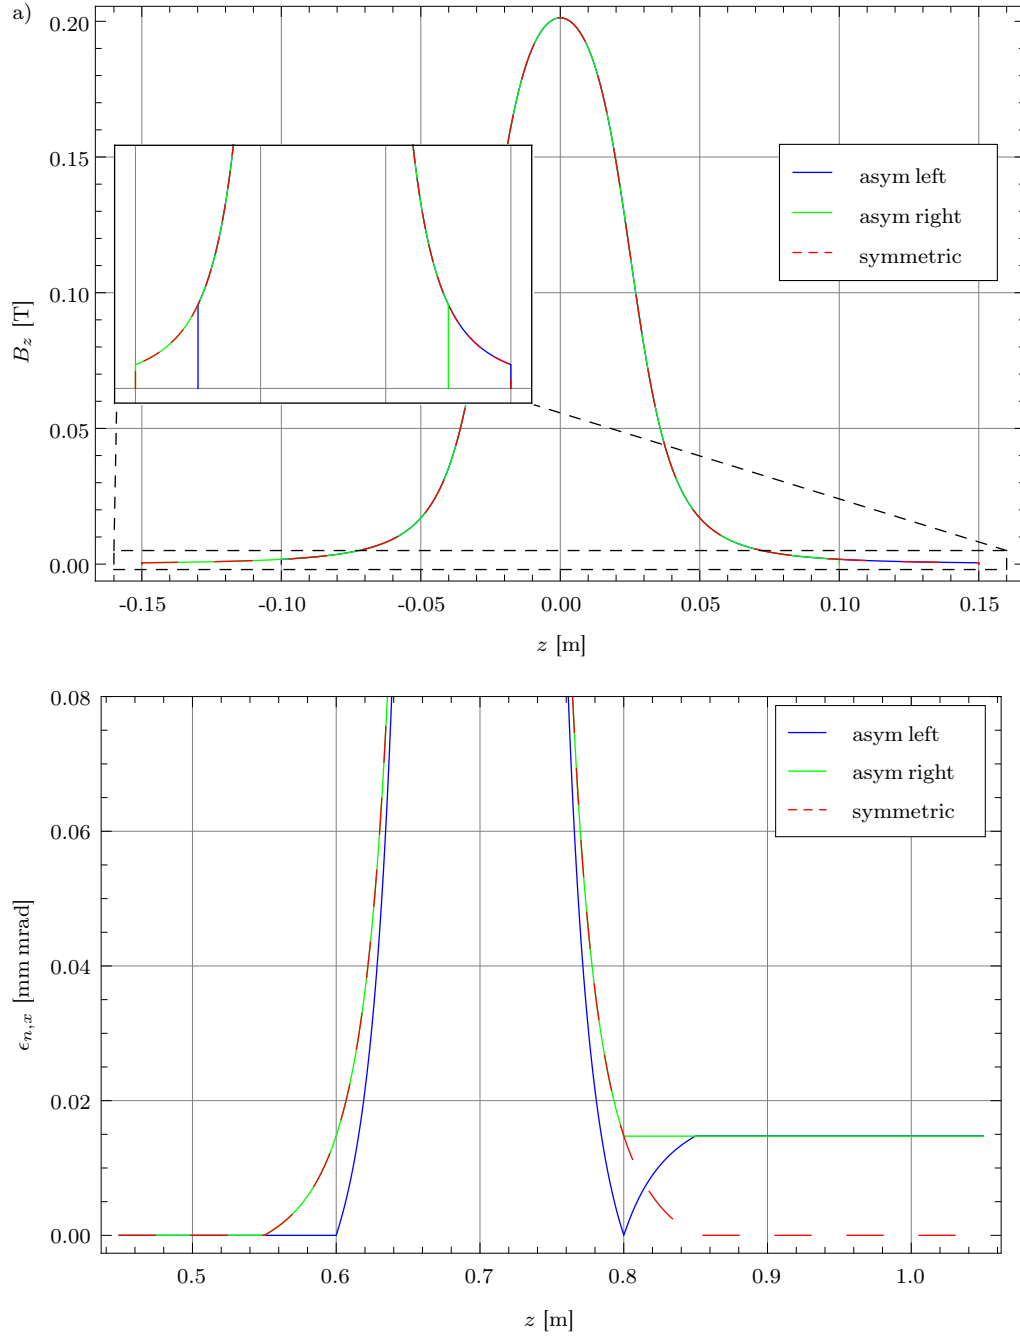 a)
0.20
0.15
0.10
0.05
0.00
B_z [T]
asym left
asym right
symmetric
-0.15 -0.10 -0.05 0.00 0.05 0.10 0.15
z [m]
0.08
0.06
0.04
0.02
0.00
ϵ_{n,x} [mm mrad]
asym left
asym right
symmetric
0.5 0.6 0.7 0.8 0.9 1.0
z [m]